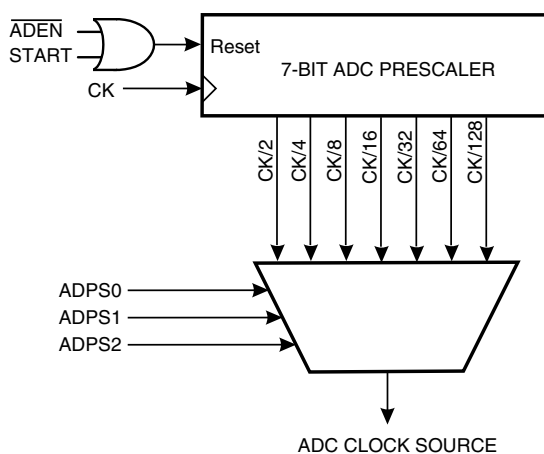 ADEN
START
Reset
7-BIT ADC PRESCALER
CK
CK/2
CK/4
CK/8
CK/16
CK/32
CK/64
CK/128
ADPS0
ADPS1
ADPS2
ADC CLOCK SOURCE